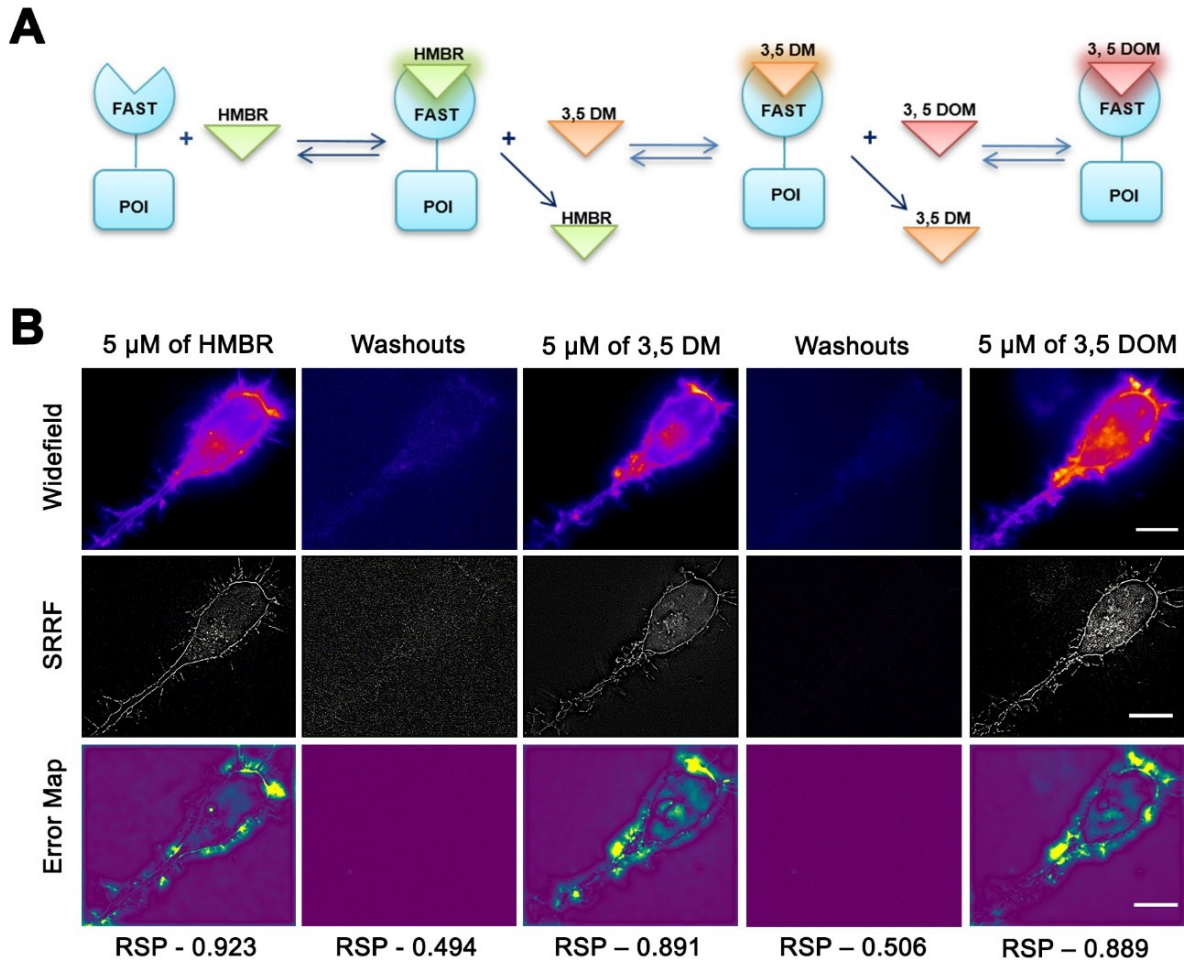 A
HMBR
3,5 DM
3, 5 DOM
FAST
HMBR
FAST
3,5 DM
FAST
3, 5 DOM
FAST
+
+
+
POI
POI
HMBR
POI
3,5 DM
POI
B
5 µM of HMBR
Washouts
5 µM of 3,5 DM
Washouts
5 µM of 3,5 DOM
Widefield
SRRF
Error Map
RSP - 0.923
RSP - 0.494
RSP – 0.891
RSP – 0.506
RSP – 0.889